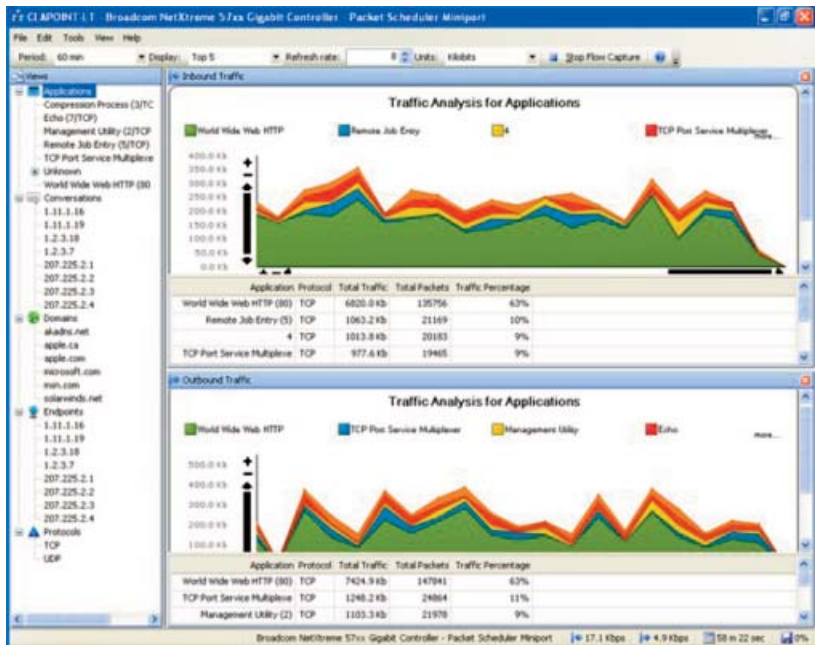 CLAPOINT-LT - Broadcom NetXtreme 57xx Gigabit Controller - Packet Scheduler Miniport
File Edit Tools View Help
Period: 60 min Display: Top 5 Refresh rate: 8 Units: Kilobits Stop Flow Capture
Views
Applications
Compression Process (3/TC
Echo (7/TCP)
Management Utility (2/TCP
Remote Job Entry (5/TCP)
TCP Port Service Multiplexe
Unknown
World Wide Web HTTP (80
Conversations
1.11.1.16
1.11.1.19
1.2.3.18
1.2.3.7
207.225.2.1
207.225.2.2
207.225.2.3
207.225.2.4
Domains
akadns.net
apple.ca
apple.com
microsoft.com
msn.com
solarwinds.net
Endpoints
1.11.1.16
1.11.1.19
1.2.3.18
1.2.3.7
207.225.2.1
207.225.2.2
207.225.2.3
207.225.2.4
Protocols
TCP
UDP
Inbound Traffic
Traffic Analysis for Applications
World Wide Web HTTP Remote Job Entry 4 TCP Port Service Multiplexer
more...
400.0 Kb
350.0 Kb
300.0 Kb
250.0 Kb
200.0 Kb
150.0 Kb
100.0 Kb
50.0 Kb
0.0 Kb
Application Protocol Total Traffic Total Packets Traffic Percentage
World Wide Web HTTP (80) TCP 6820.0 Kb 135756 63%
Remote Job Entry (5) TCP 1063.2 Kb 21169 10%
4 TCP 1013.8 Kb 20183 9%
TCP Port Service Multiplexe TCP 977.6 Kb 19465 9%
Outbound Traffic
Traffic Analysis for Applications
World Wide Web HTTP TCP Port Service Multiplexer Management Utility Echo
more...
500.0 Kb
400.0 Kb
300.0 Kb
200.0 Kb
100.0 Kb
Application Protocol Total Traffic Total Packets Traffic Percentage
World Wide Web HTTP (80) TCP 7424.9 Kb 147841 63%
TCP Port Service Multiplexe TCP 1248.2 Kb 24864 11%
Management Utility (2) TCP 1103.3 Kb 21978 9%
Broadcom NetXtreme 57xx Gigabit Controller - Packet Scheduler Miniport 17.1 Kbps 4.9 Kbps 58 m 22 sec 0%